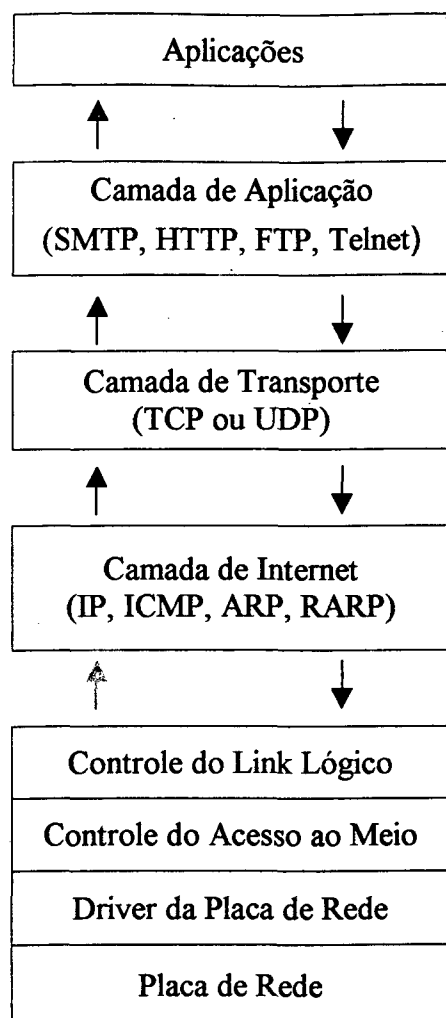 Aplicações
Camada de Aplicação
(SMTP, HTTP, FTP, Telnet)
Camada de Transporte
(TCP ou UDP)
Camada de Internet
(IP, ICMP, ARP, RARP)
Controle do Link Lógico
Controle do Acesso ao Meio
Driver da Placa de Rede
Placa de Rede